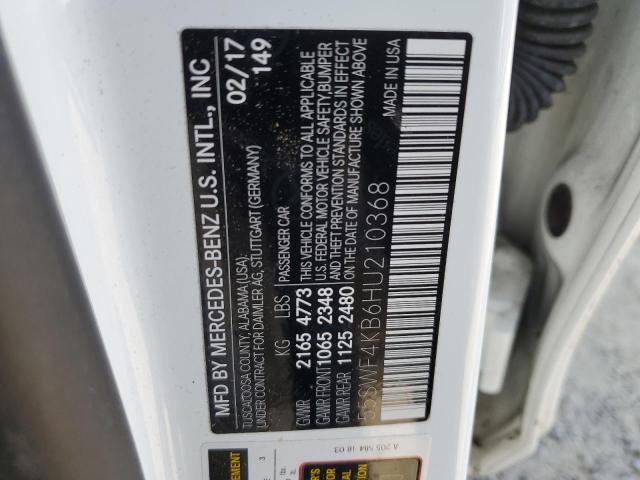 MFD BY MERCEDES-BENZ U.S. INTL., INC
02/17
149
TUSCALOOSA COUNTY, ALABAMA (USA)
UNDER CONTRACT FOR DAIMLER AG, STUTTGART (GERMANY)
KG LBS PASSENGER CAR
GVWR 2165 4773
GAWR FRONT 1065 2348
GAWR REAR 1125 2480
THIS VEHICLE CONFORMS TO ALL APPLICABLE
U.S. FEDERAL MOTOR VEHICLE SAFETY, BUMPER
AND THEFT PREVENTION STANDARDS IN EFFECT
ON THE DATE OF MANUFACTURE SHOWN ABOVE
55SWF4KB6HU210368
MADE IN USA
A 205 584 18 03